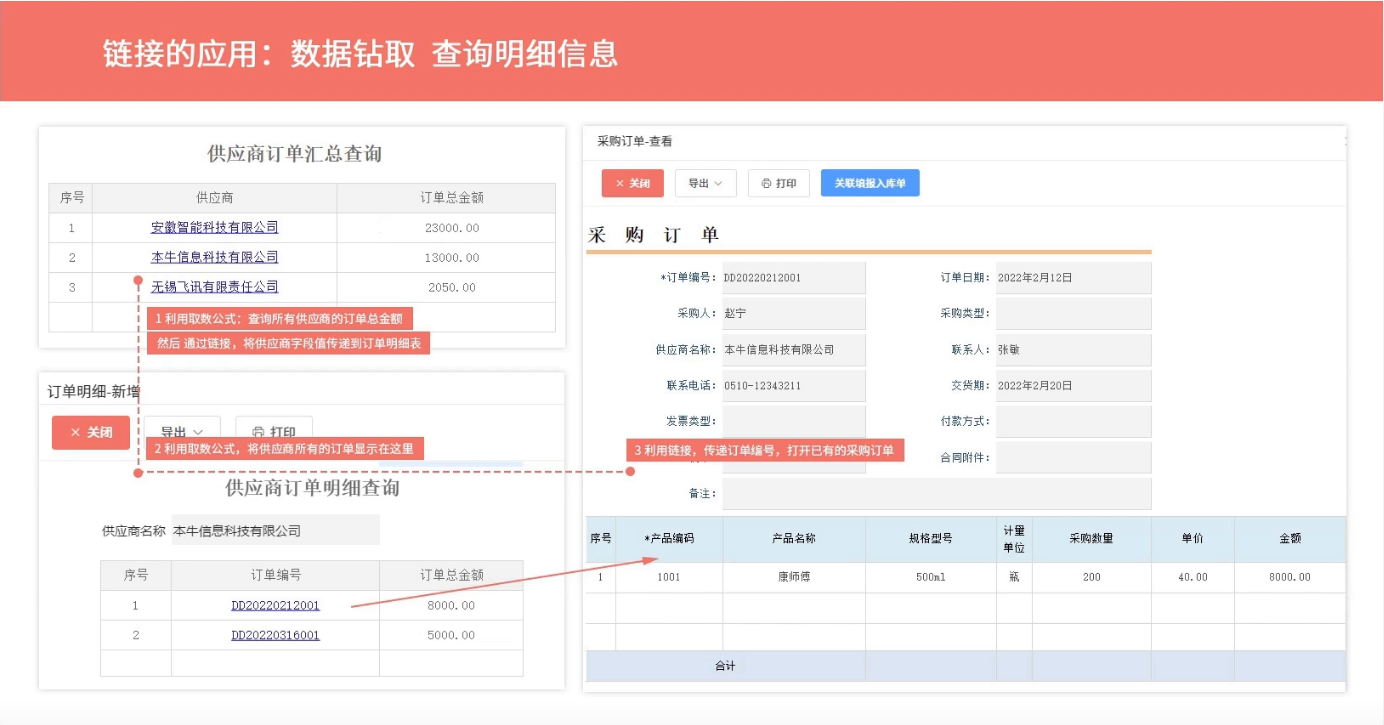 链接的应用：数据钻取 查询明细信息
供应商订单汇总查询
序号 供应商 订单总金额
1 安徽智能科技有限公司 23000.00
2 本牛信息科技有限公司 13000.00
3 无锡飞讯有限责任公司 2050.00
1 利用取数公式：查询所有供应商的订单总金额
然后 通过链接，将供应商字段值传递到订单明细表
订单明细-新增
× 关闭 导出 打印
2 利用取数公式，将供应商所有的订单显示在这里
供应商订单明细查询
供应商名称 本牛信息科技有限公司
序号 订单编号 订单总金额
1 DD20220212001 8000.00
2 DD20220316001 5000.00
采购订单-查看
× 关闭 导出 打印 关联填报入库单
采 购 订 单
*订单编号： DD20220212001 订单日期： 2022年2月12日
采购人： 赵宁 采购类型：
供应商名称： 本牛信息科技有限公司 联系人： 张敏
联系电话： 0510-12343211 交货期： 2022年2月20日
发票类型： 付款方式：
3 利用链接，传递订单编号，打开已有的采购订单
合同附件：
备注：
序号 *产品编码 产品名称 规格型号 计量单位 采购数量 单价 金额
1 1001 康师傅 500ml 瓶 200 40.00 8000.00
合计